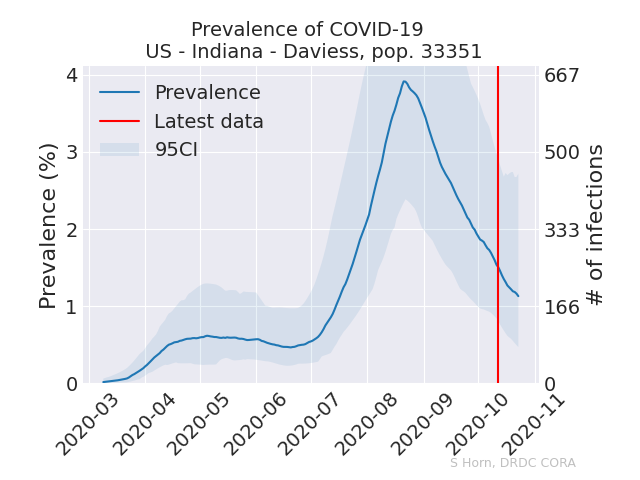 Prevalence of COVID-19
US - Indiana - Daviess, pop. 33351
Prevalence
Latest data
95CI
Prevalence (%)
4
3
2
1
0
667
500
333
166
0
# of infections
2020-03
2020-04
2020-05
2020-06
2020-07
2020-08
2020-09
2020-10
2020-11
S Horn, DRDC CORA